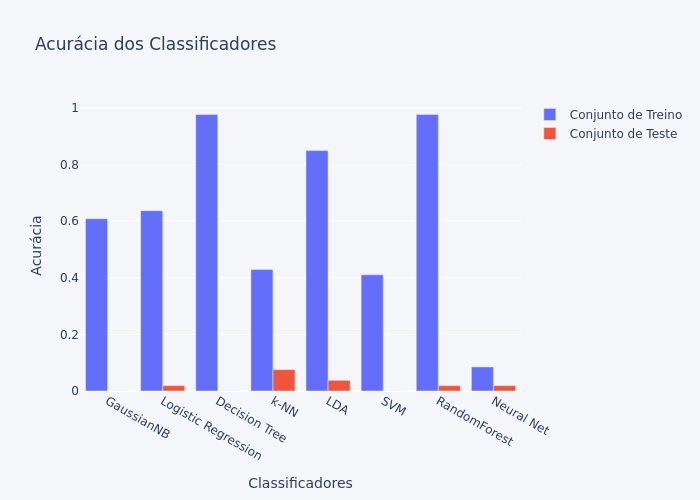 Acurácia dos Classificadores
Conjunto de Treino
Conjunto de Teste
Acurácia
1
0.8
0.6
0.4
0.2
0
GaussianNB
Logistic Regression
Decision Tree
k-NN
LDA
SVM
RandomForest
Neural Net
Classificadores